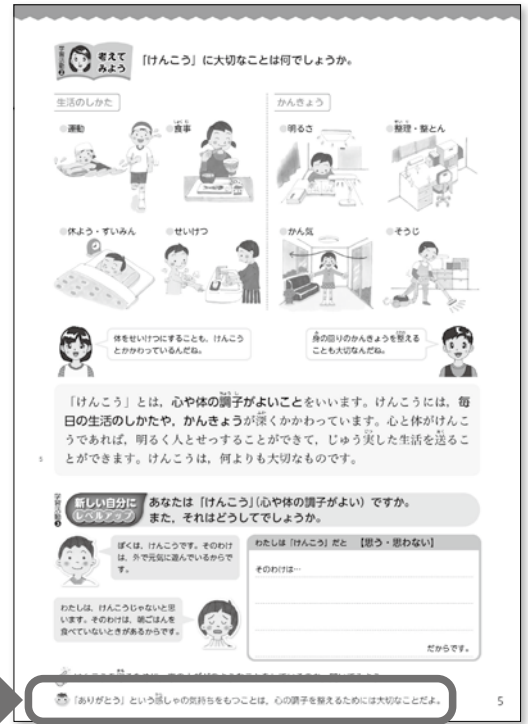 学習活動❷
考えて
みよう
「けんこう」に大切なことは何でしょうか。
生活のしかた
かんきょう
運動
食事
明るさ
整理・整とん
休よう・すいみん
せいけつ
かん気
そうじ
体をせいけつにすることも，けんこう
とかかわっているんだね。
身の回りのかんきょうを整える
ことも大切なんだね。
「けんこう」とは，心や体の調子がよいことをいいます。けんこうには，毎
日の生活のしかたや，かんきょうが深くかかわっています。心と体がけんこ
うであれば，明るく人とせっすることができて，じゅう実した生活を送るこ
5
とができます。けんこうは，何よりも大切なものです。
学習活動❸
新しい自分に
レベルアップ
あなたは「けんこう」(心や体の調子がよい) ですか。
また，それはどうしてでしょうか。
ぼくは，けんこうです。そのわけ
は，外で元気に遊んでいるからで
す。
わたしは「けんこう」だと 【思う・思わない】
そのわけは…
わたしは，けんこうじゃないと思
います。そのわけは，朝ごはんを
食べていないときがあるからです。
だからです。
「ありがとう」という感しゃの気持ちをもつことは，心の調子を整えるためには大切なことだよ。
5